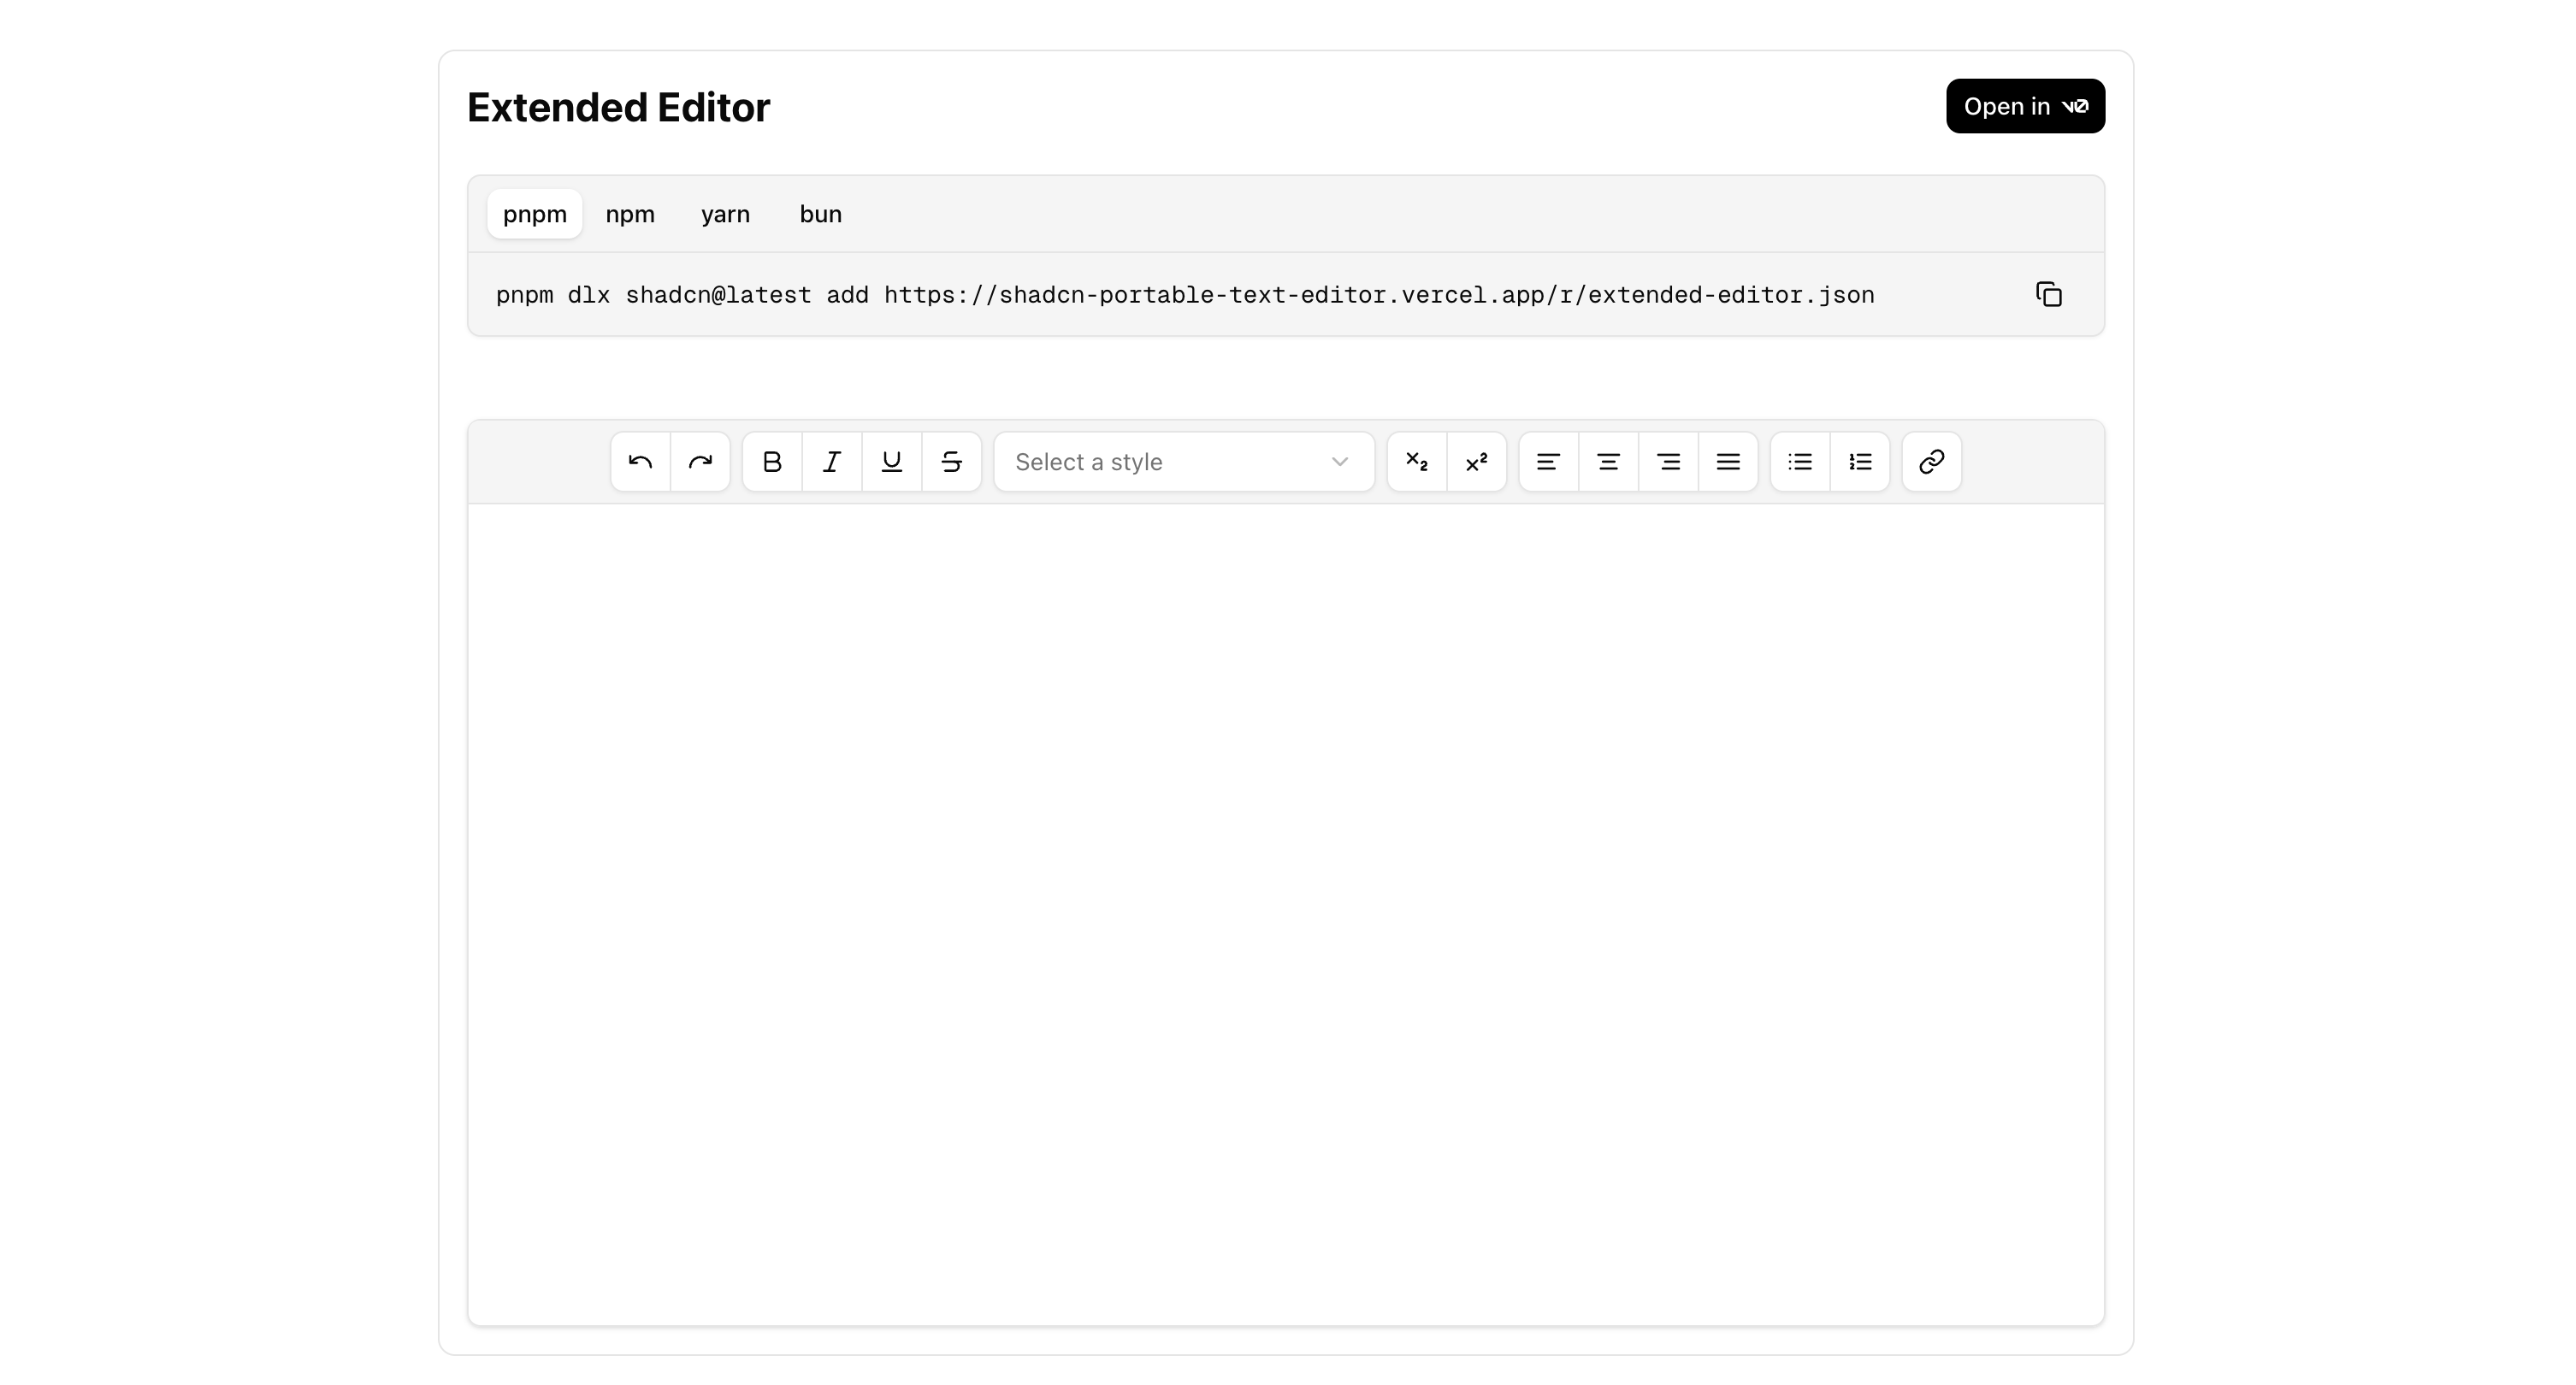 Extended Editor
Open in v0
pnpm npm yarn bun
pnpm dlx shadcn@latest add https://shadcn-portable-text-editor.vercel.app/r/extended-editor.json
Select a style